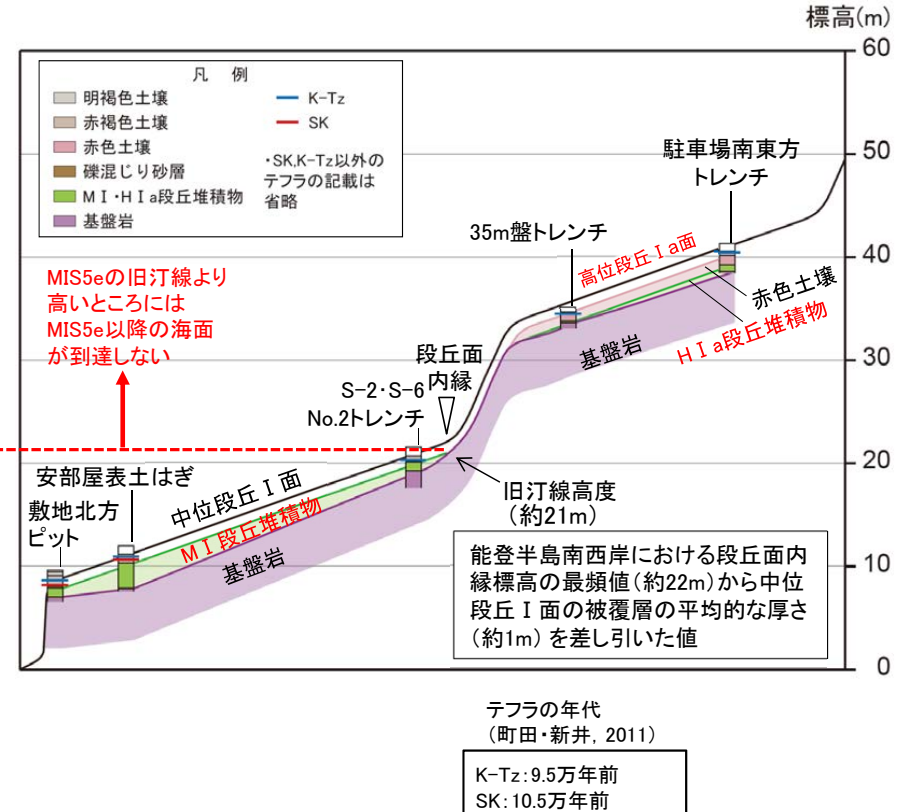 標高(m)
60
凡 例
明褐色土壌
K-Tz
赤褐色土壌
SK
赤色土壌
礫混じり砂層
・SK,K-Tz以外の
テフラの記載は
省略
MⅠ・HⅠa段丘堆積物
基盤岩
50
駐車場南東方
トレンチ
35m盤トレンチ
高位段丘Ⅰa面
40
赤色土壌
HⅠa段丘堆積物
基盤岩
MIS5eの旧汀線より
高いところには
MIS5e以降の海面
が到達しない
30
段丘面
内縁
S-2・S-6
No.2トレンチ
20
安部屋表土はぎ
敷地北方
ピット
中位段丘Ⅰ面
MⅠ段丘堆積物
基盤岩
旧汀線高度
(約21m)
能登半島南西岸における段丘面内
縁標高の最頻値(約22m)から中位
段丘Ⅰ面の被覆層の平均的な厚さ
(約1m)を差し引いた値
10
0
テフラの年代
(町田・新井, 2011)
K-Tz:9.5万年前
SK:10.5万年前